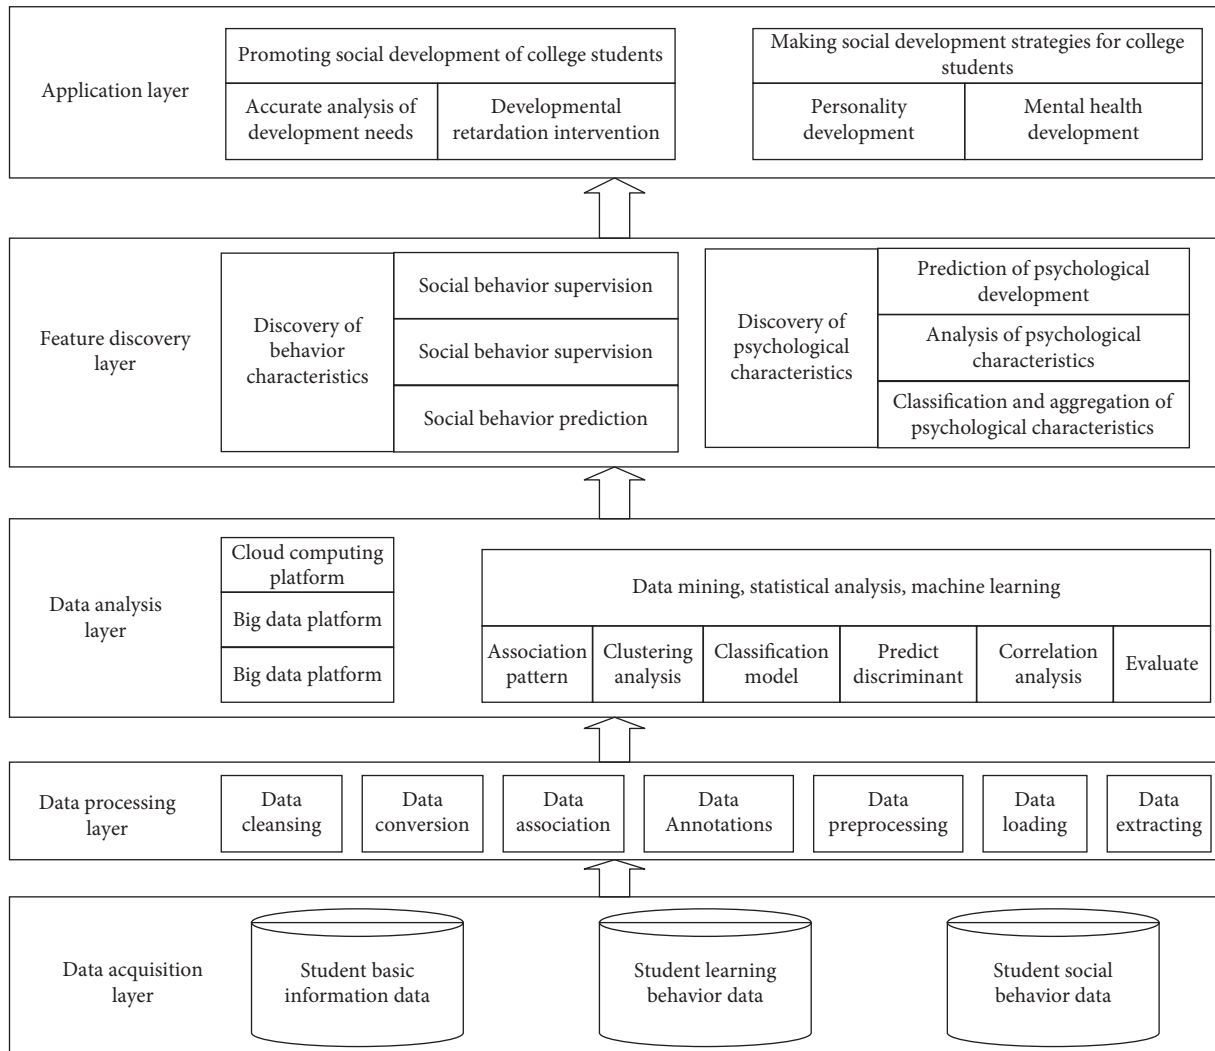 Application layer
Promoting social development of college students
Accurate analysis of
development needs
Developmental
retardation intervention
Making social development strategies for college
students
Personality
development
Mental health
development
Feature discovery
layer
Discovery of
behavior
characteristics
Social behavior supervision
Social behavior supervision
Social behavior prediction
Discovery of
psychological
characteristics
Prediction of psychological
development
Analysis of psychological
characteristics
Classification and aggregation of
psychological characteristics
Data analysis
layer
Cloud computing
platform
Big data platform
Big data platform
Data mining, statistical analysis, machine learning
Association
pattern
Clustering
analysis
Classification
model
Predict
discriminant
Correlation
analysis
Evaluate
Data processing
layer
Data
cleansing
Data
conversion
Data
association
Data
Annotations
Data
preprocessing
Data
loading
Data
extracting
Data acquisition
layer
Student basic
information data
Student learning
behavior data
Student social
behavior data